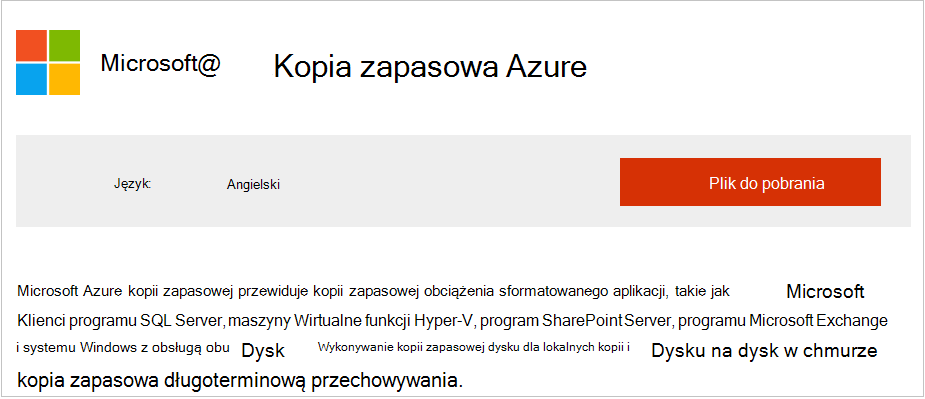 Microsoft@ Kopia zapasowa Azure
Język: Angielski Plik do pobrania
Microsoft Azure kopii zapasowej przewiduje kopii zapasowej obciążenia sformatowanego aplikacji, takie jak Microsoft
Klienci programu SQL Server, maszyny Wirtualne funkcji Hyper-V, program SharePoint Server, programu Microsoft Exchange
i systemu Windows z obsługą obu Dysk Wykonywanie kopii zapasowej dysku dla lokalnych kopii i Dysku na dysk w chmurze
kopia zapasowa długoterminową przechowywania.